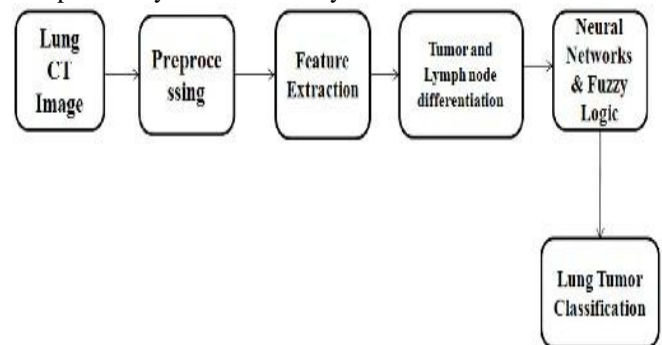 Lung
CT
Image
Preproce
ssing
Feature
Extraction
Tumor and
Lymph node
differentiation
Neural
Networks
& Fuzzy
Logic
Lung Tumor
Classification